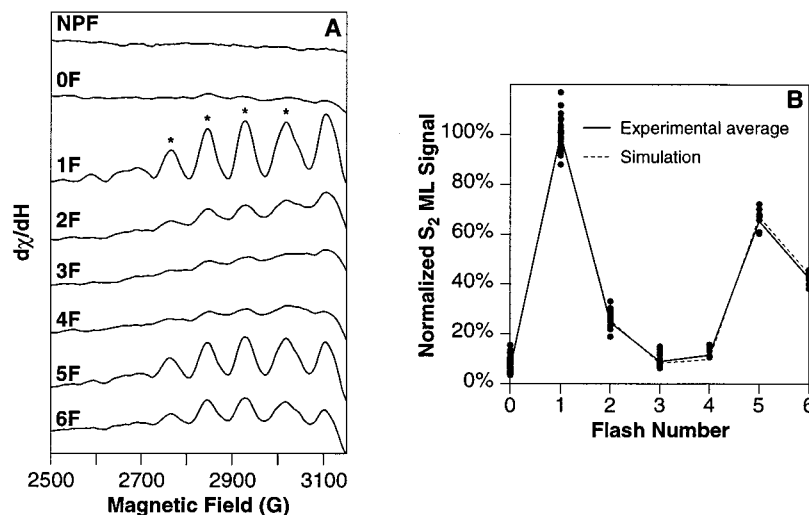 A
NPF
0F
* * * *
1F
2F
3F
4F
5F
6F
dχ/dH
2500 2700 2900 3100
Magnetic Field (G)
B
Experimental average
Simulation
100%
80%
60%
40%
20%
0%
Normalized S₂ ML Signal
0 1 2 3 4 5 6
Flash Number